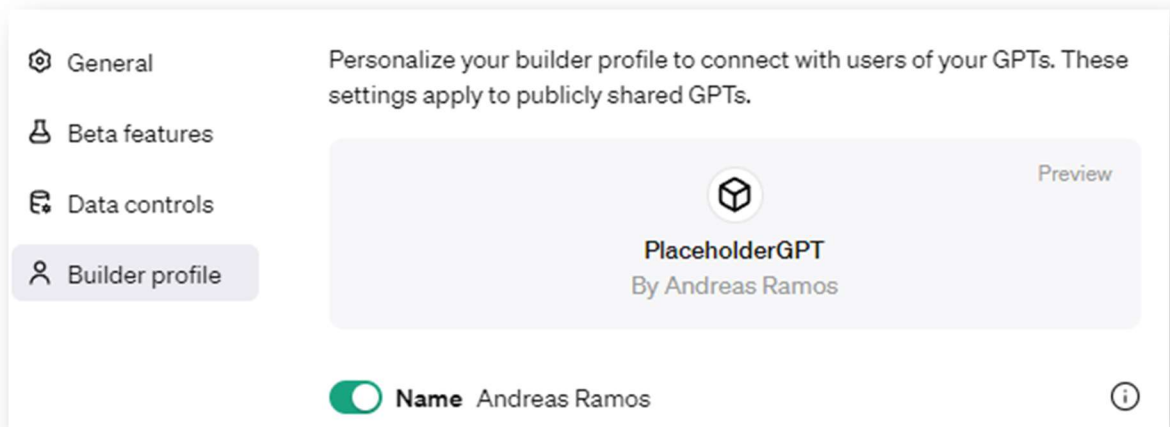 General
Beta features
Data controls
Builder profile
Personalize your builder profile to connect with users of your GPTs. These
settings apply to publicly shared GPTs.
Preview
PlaceholderGPT
By Andreas Ramos
Name Andreas Ramos